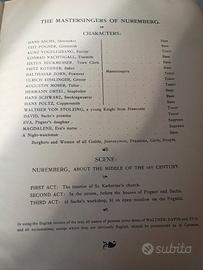 THE MASTERSINGERS OF NUREMBERG.
CHARACTERS:
HANS SACHS, Shoemaker Bass
VEIT POGNER, Goldsmith Bass
KUNZ VOGELGESANG, Furrier Tenor
KONRAD NACHTIGALL, Tinsmith Bass
SIXTUS BECKMESSER, Town Clerk Bass
FRITZ KOTHNER, Baker Bass
BALTHASAR ZORN, Pewterer Mastersingers Tenor
ULRICH EISSLINGER, Grocer Tenor
AUGUSTIN MOSER, Tailor Tenor
HERMANN ORTEL, Soapboiler Bass
HANS SCHWARZ, Stockingweaver Bass
HANS FOLTZ, Coppersmith Bass
WALTHER VON STOLZING, a young Knight from Franconia Tenor
DAVID, Sachs's prentice Tenor
EVA, Pogner's daughter Soprano
MAGDALENE, Eva's nurse Soprano
A Night-watchman Bass
Burghers and Women of all Guilds, Journeymen, Prentices, Girls, People.
SCENE:
NUREMBERG, ABOUT THE MIDDLE OF THE 16TH CENTURY.
FIRST ACT: The interior of St. Katharine's church.
SECOND ACT: In the streets, before the houses of Pogner and Sachs.
THIRD ACT: a) Sachs's workshop, b) an open meadow on the Pegnitz.
subito